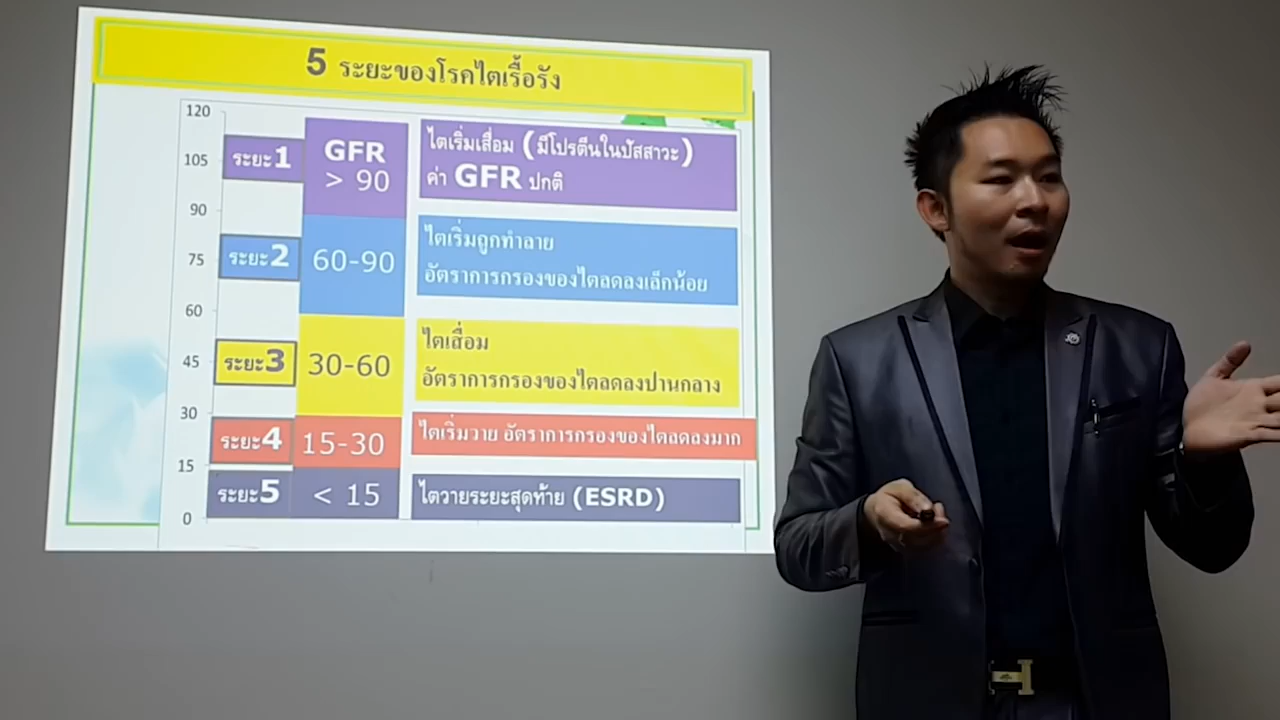 5 ระยะของโรคไตเรื้อรัง
120
105
90
75
60
45
30
15
0
ระยะ1
GFR
> 90
ไตเริ่มเสื่อม (มีโปรตีนในปัสสาวะ)
ค่า GFR ปกติ
ระยะ2
60-90
ไตเริ่มถูกทำลาย
อัตราการกรองของไตลดลงเล็กน้อย
ระยะ3
30-60
ไตเสื่อม
อัตราการกรองของไตลดลงปานกลาง
ระยะ4
15-30
ไตเริ่มวาย อัตราการกรองของไตลดลงมาก
ระยะ5
< 15
ไตวายระยะสุดท้าย (ESRD)